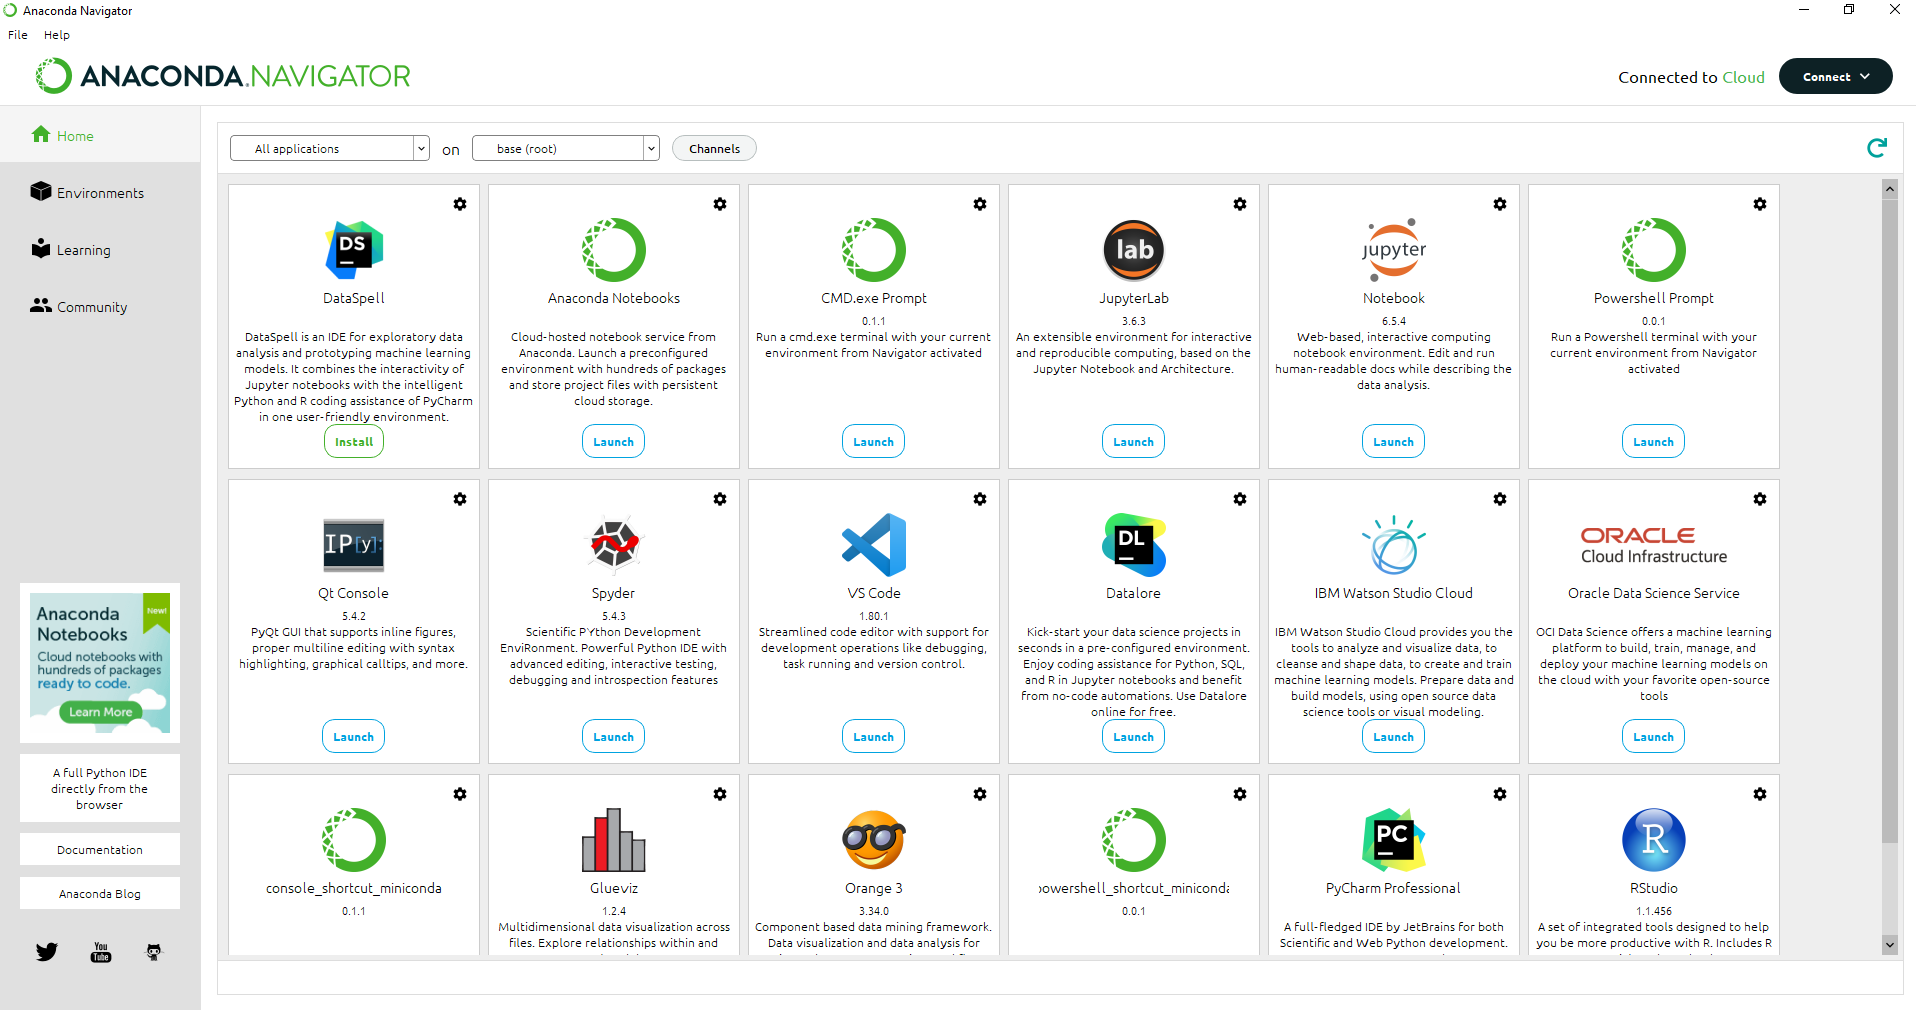 Anaconda Navigator
File Help
ANACONDA.NAVIGATOR
Connected to Cloud
Connect
Home
Environments
Learning
Community
Anaconda
Notebooks
New!
Cloud notebooks with
hundreds of packages
ready to code.
Learn More
A full Python IDE
directly from the
browser
Documentation
Anaconda Blog
You
Tube
All applications
on
base (root)
Channels
DS
DataSpell
DataSpell is an IDE for exploratory data
analysis and prototyping machine learning
models. It combines the interactivity of
Jupyter notebooks with the intelligent
Python and R coding assistance of PyCharm
in one user-friendly environment.
Install
Anaconda Notebooks
Cloud-hosted notebook service from
Anaconda. Launch a preconfigured
environment with hundreds of packages
and store project files with persistent
cloud storage.
Launch
CMD.exe Prompt
0.1.1
Run a cmd.exe terminal with your current
environment from Navigator activated
Launch
lab
JupyterLab
3.6.3
An extensible environment for interactive
and reproducible computing, based on the
Jupyter Notebook and Architecture.
Launch
jupyter
Notebook
6.5.4
Web-based, interactive computing
notebook environment. Edit and run
human-readable docs while describing the
data analysis.
Launch
Powershell Prompt
0.0.1
Run a Powershell terminal with your
current environment from Navigator
activated
Launch
IP[y]:
Qt Console
5.4.2
PyQt GUI that supports inline figures,
proper multiline editing with syntax
highlighting, graphical calltips, and more.
Launch
Spyder
5.4.3
Scientific PYthon Development
EnviRonment. Powerful Python IDE with
advanced editing, interactive testing,
debugging and introspection features
Launch
VS Code
1.80.1
Streamlined code editor with support for
development operations like debugging,
task running and version control.
Launch
DL
Datalore
Kick-start your data science projects in
seconds in a pre-configured environment.
Enjoy coding assistance for Python, SQL,
and R in Jupyter notebooks and benefit
from no-code automations. Use Datalore
online for free.
Launch
IBM Watson Studio Cloud
IBM Watson Studio Cloud provides you the
tools to analyze and visualize data, to
cleanse and shape data, to create and train
machine learning models. Prepare data and
build models, using open source data
science tools or visual modeling.
Launch
ORACLE
Cloud Infrastructure
Oracle Data Science Service
OCI Data Science offers a machine learning
platform to build, train, manage, and
deploy your machine learning models on
the cloud with your favorite open-source
tools
Launch
console_shortcut_miniconda
0.1.1
Glueviz
1.2.4
Multidimensional data visualization across
files. Explore relationships within and
Orange 3
3.34.0
Component based data mining framework.
Data visualization and data analysis for
powershell_shortcut_miniconda
0.0.1
PC
PyCharm Professional
A full-fledged IDE by JetBrains for both
Scientific and Web Python development.
R
RStudio
1.1.456
A set of integrated tools designed to help
you be more productive with R. Includes R